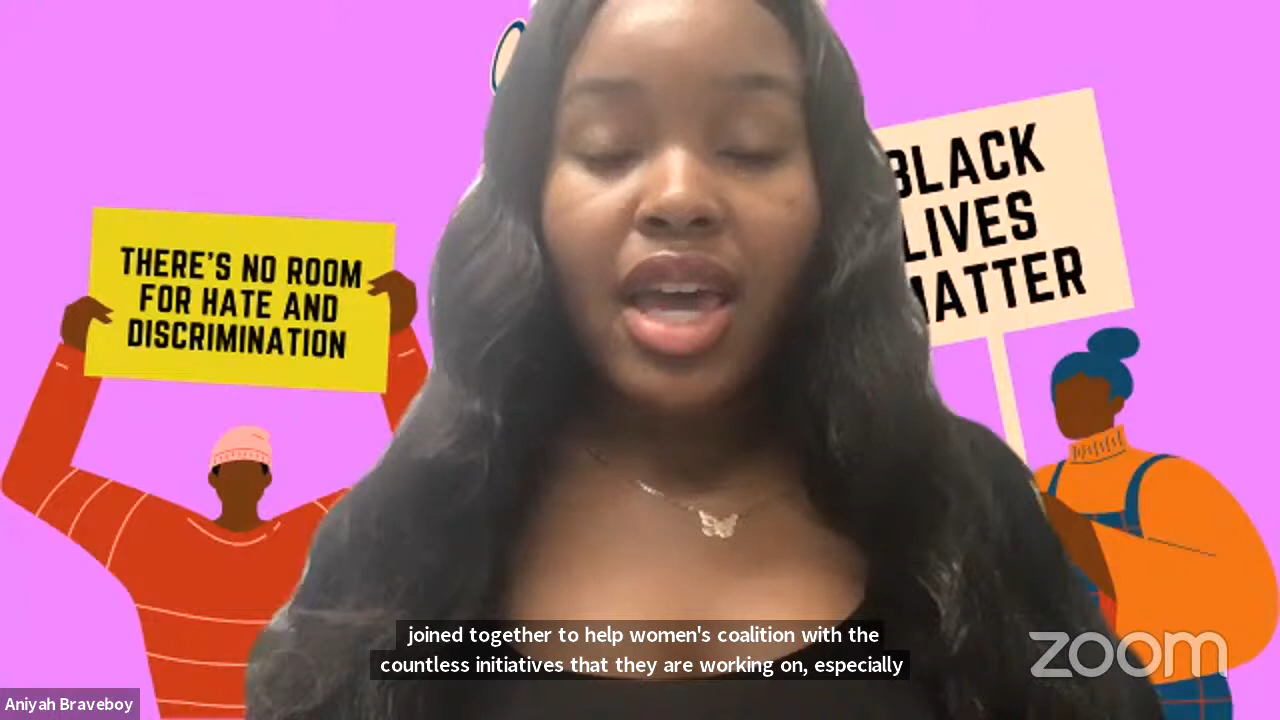 THERE'S NO ROOM
FOR HATE AND
DISCRIMINATION
BLACK
LIVES
MATTER
joined together to help women's coalition with the
countless initiatives that they are working on, especially
zoom
Aniyah Braveboy